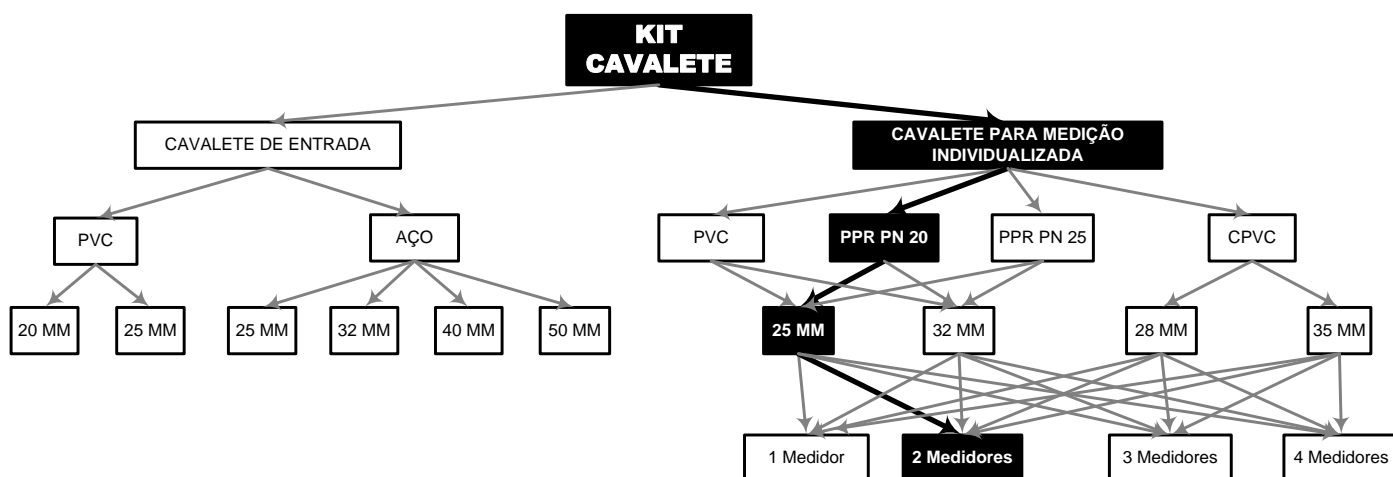 KIT
CAVALETE
CAVALETE DE ENTRADA
CAVALETE PARA MEDIÇÃO
INDIVIDUALIZADA
PVC
AÇO
PVC
PPR PN 20
PPR PN 25
CPVC
20 MM
25 MM
25 MM
32 MM
40 MM
50 MM
25 MM
32 MM
28 MM
35 MM
1 Medidor
2 Medidores
3 Medidores
4 Medidores